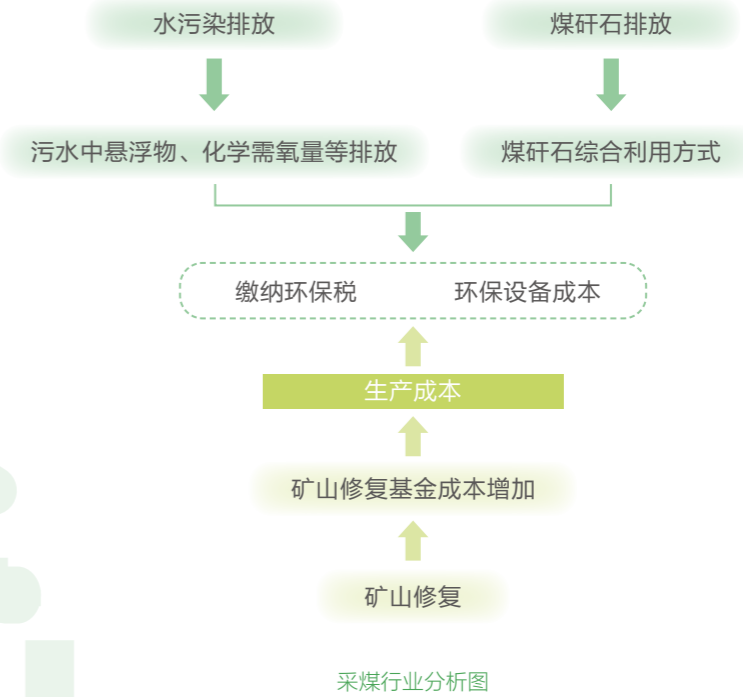 水污染排放
煤矸石排放
污水中悬浮物、化学需氧量等排放
煤矸石综合利用方式
缴纳环保税
环保设备成本
生产成本
矿山修复基金成本增加
矿山修复
采煤行业分析图